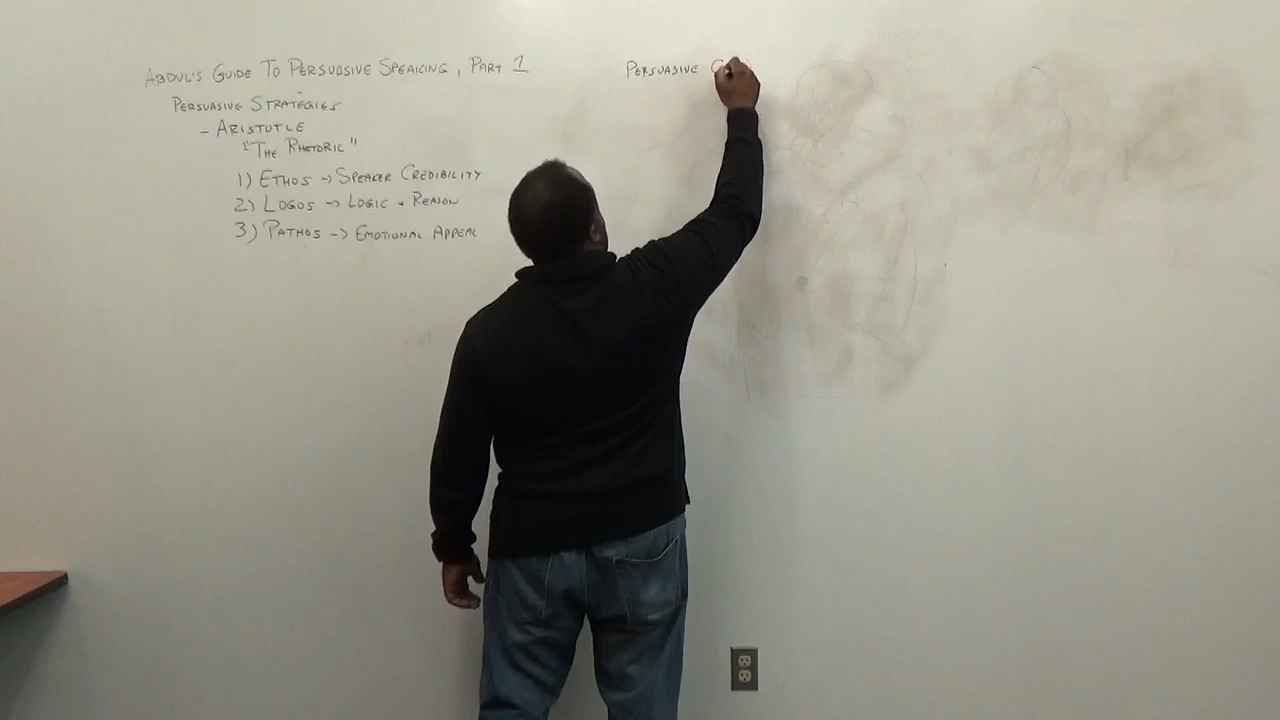 ABDUL'S GUIDE TO PERSUASIVE SPEAKING, PART 1
PERSUASIVE STRATEGIES
- ARISTOTLE
"THE RHETORIC"
1) ETHOS -> SPEAKER CREDIBILITY
2) LOGOS -> LOGIC + REASON
3) PATHOS -> EMOTIONAL APPEAL
PERSUASIVE